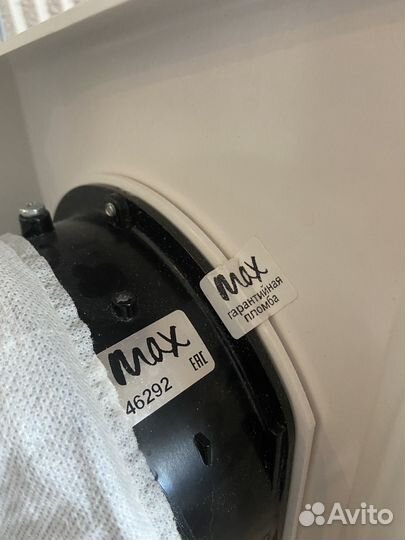 max
гарантийная
пломба
max
EAC
46292
Avito